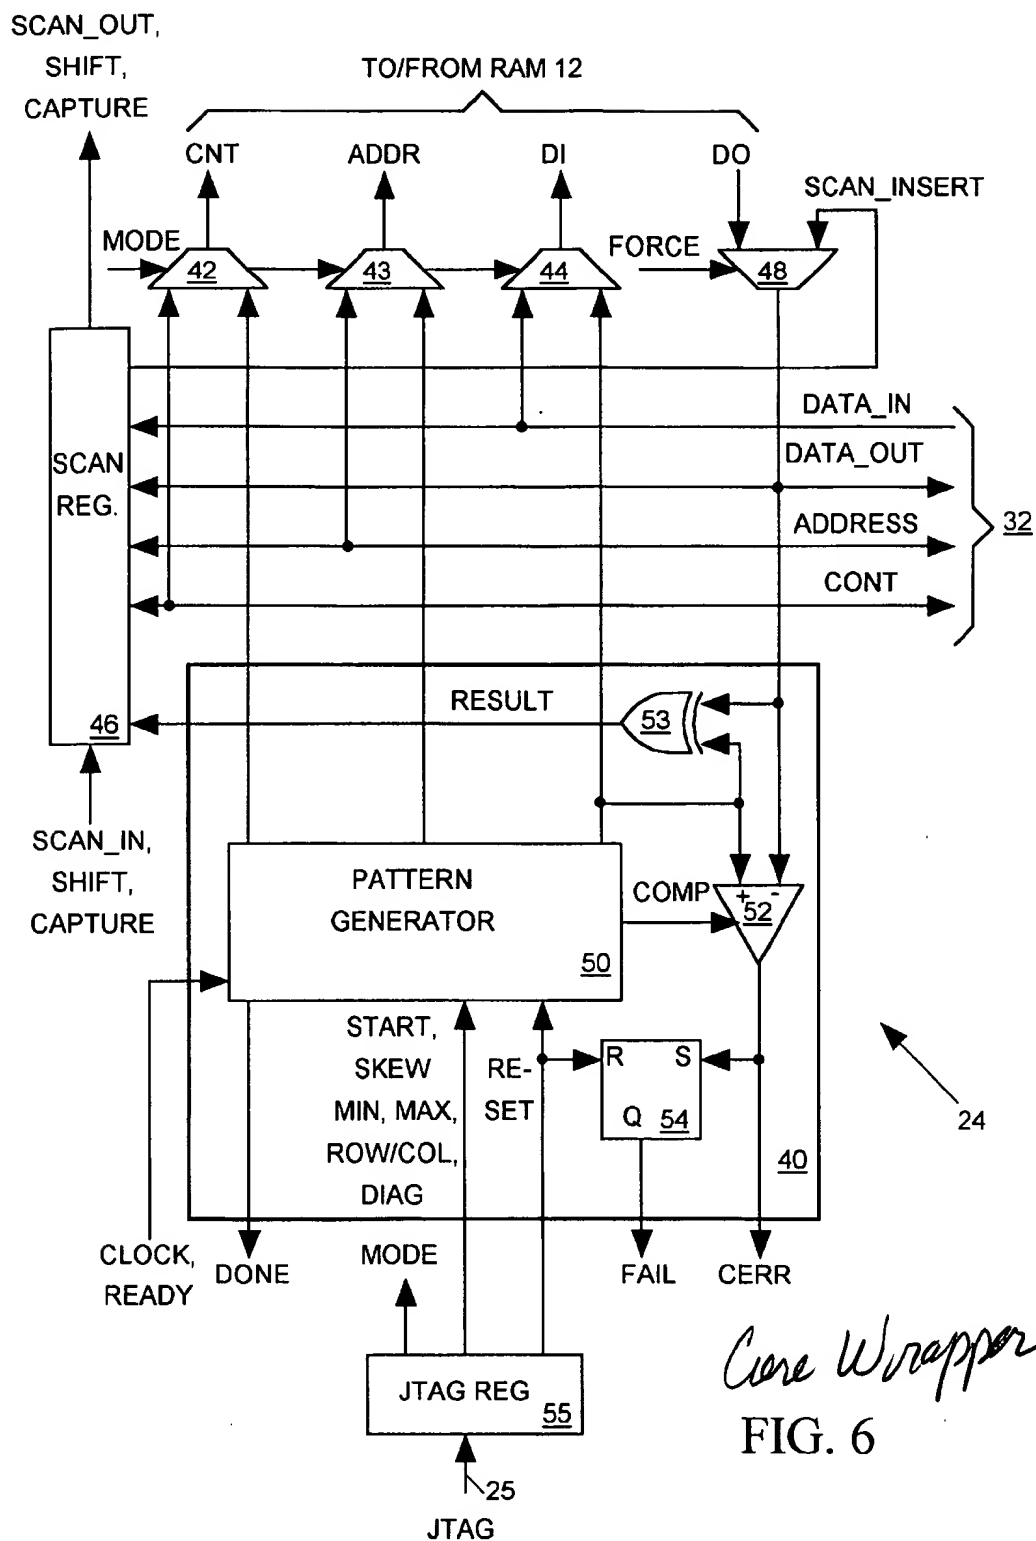 SCAN_OUT,
SHIFT,
CAPTURE
TO/FROM RAM 12
CNT
ADDR
DI
DO
SCAN_INSERT
MODE
42
43
44
FORCE
48
SCAN
REG.
46
DATA_IN
DATA_OUT
ADDRESS
CONT
32
RESULT
53
SCAN_IN,
SHIFT,
CAPTURE
PATTERN
GENERATOR
50
COMP
+ -
52
START,
SKEW
MIN, MAX,
ROW/COL,
DIAG
RE-
SET
R S
Q 54
40
24
CLOCK,
READY
DONE
MODE
FAIL
CERR
JTAG REG
55
25
JTAG
Core Wrapper
FIG. 6